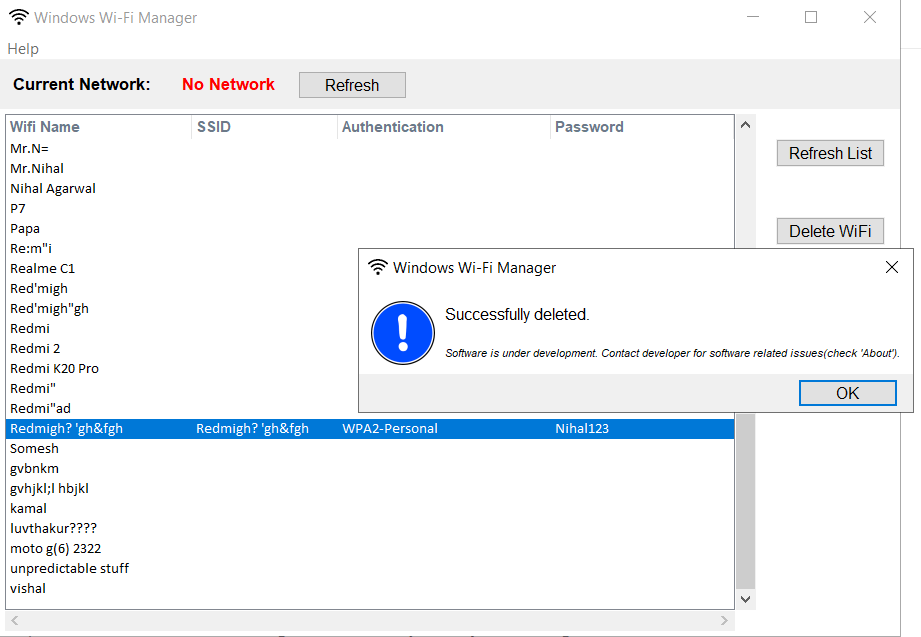 Windows Wi-Fi Manager
Help
Current Network: No Network Refresh
Wifi Name SSID Authentication Password
Mr.N=
Mr.Nihal
Refresh List
Nihal Agarwal
P7
Papa
Delete WiFi
Re:m"i
Realme C1
Red'migh
Red'migh"gh
Redmi
Redmi 2
Redmi K20 Pro
Redmi"
Redmi"ad
Redmigh? 'gh&fgh Redmigh? 'gh&fgh WPA2-Personal Nihal123
Somesh
gvbnkm
gvhjkl;l hbjkl
kamal
luvthakur????
moto g(6) 2322
unpredictable stuff
vishal
Windows Wi-Fi Manager
Successfully deleted.
Software is under development. Contact developer for software related issues(check 'About').
OK